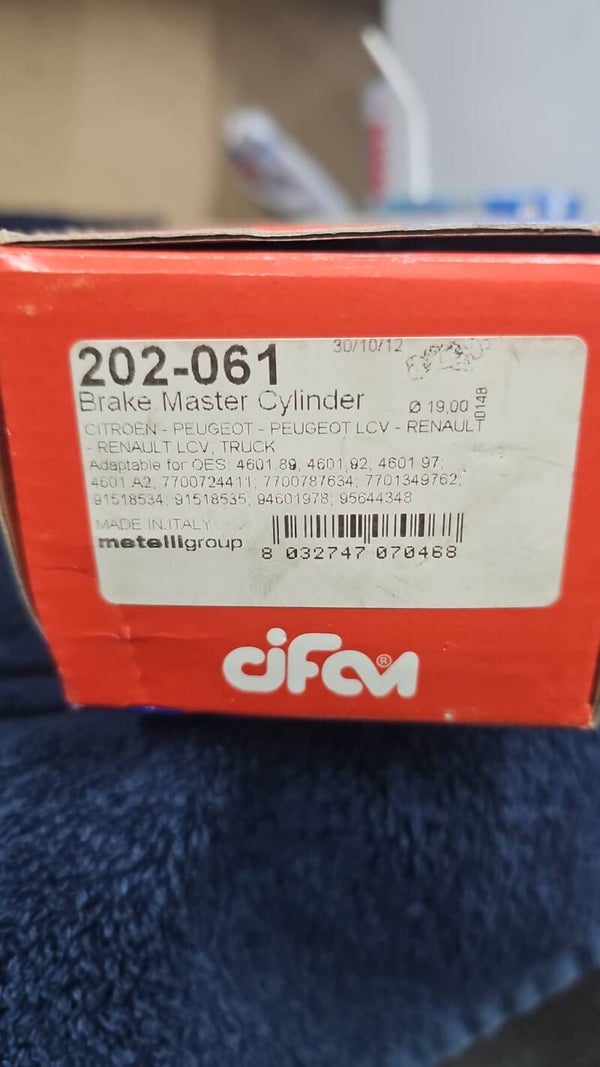 30/10/12
202-061
Brake Master Cylinder Ø 19,00
D14B
CITROËN - PEUGEOT - PEUGEOT LCV - RENAULT
- RENAULT LCV, TRUCK
Adaptable for OES: 4601.89; 4601.92; 4601.97;
4601.A2; 7700724411; 7700787634; 7701349762;
91518534; 91518535; 94601978; 95644348
MADE IN ITALY
metelligroup
8 032747 070468
CIFAM®